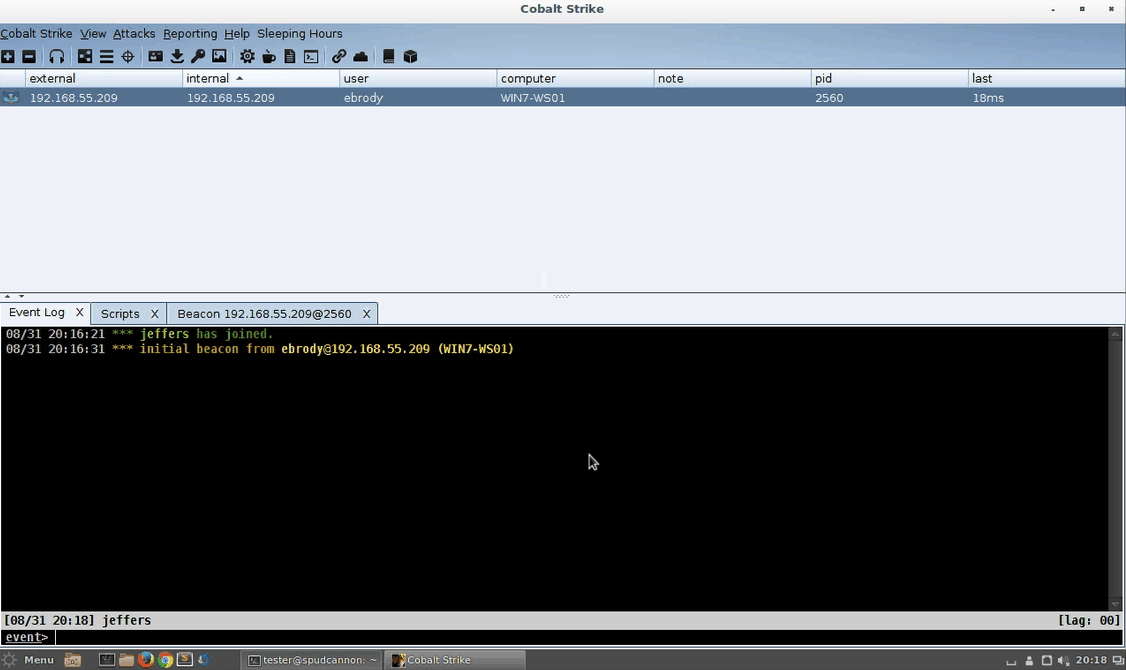 Cobalt Strike
Cobalt Strike View Attacks Reporting Help Sleeping Hours
external internal user computer note pid last
192.168.55.209 192.168.55.209 ebrody WIN7-WS01 2560 18ms
Event Log X Scripts X Beacon 192.168.55.209@2560 X
08/31 20:16:21 *** jeffers has joined.
08/31 20:16:31 *** initial beacon from ebrody@192.168.55.209 (WIN7-WS01)
[08/31 20:18] jeffers [lag: 00]
event>
Menu tester@spudcannon: ~ Cobalt Strike 20:18